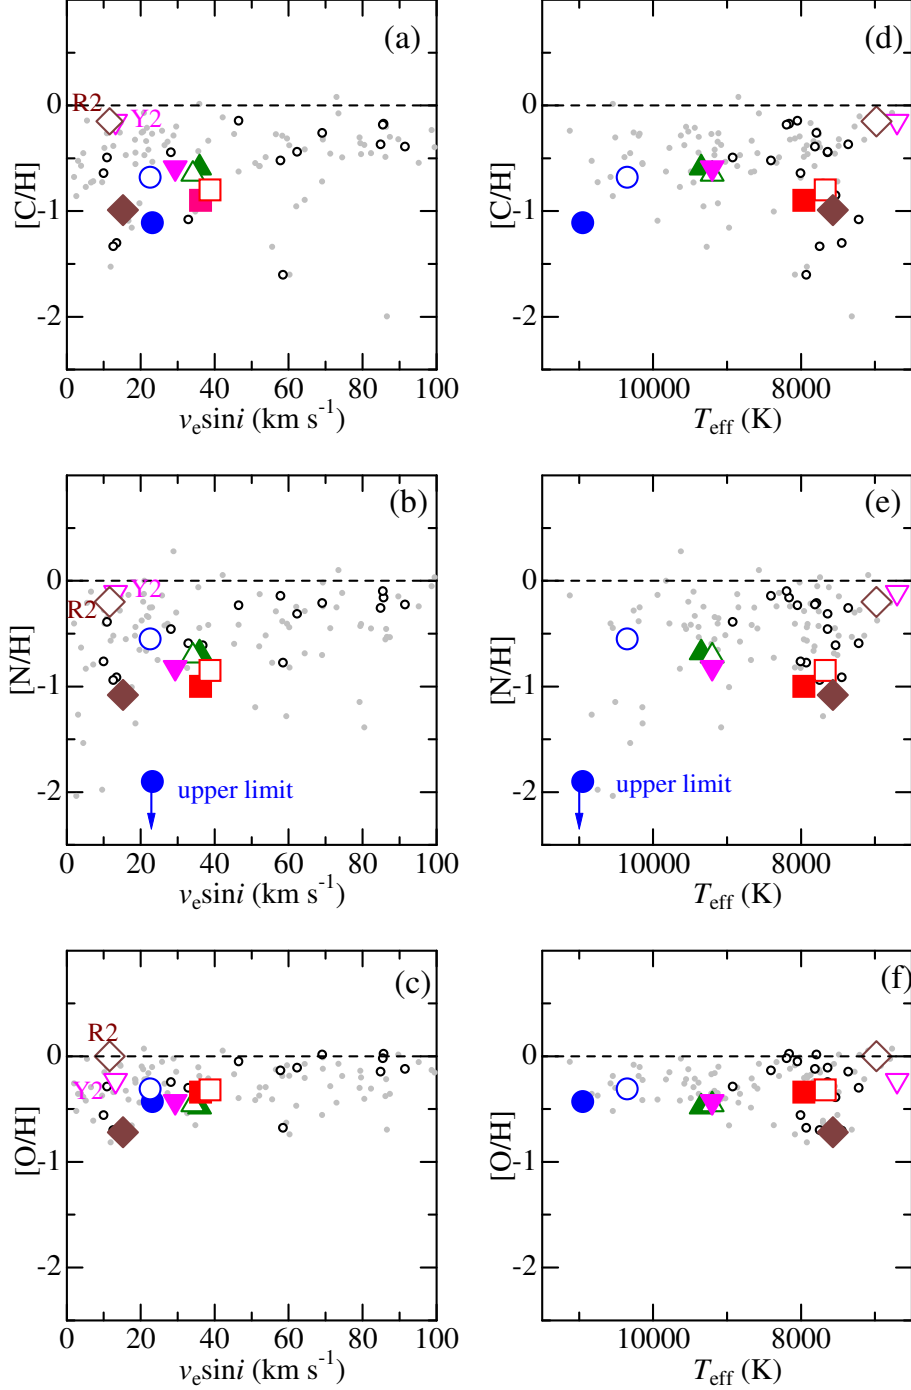 (a)
R2
Y2
0
-1
-2
[C/H]
0 20 40 60 80 100
vₑsini (km s⁻¹)
(d)
0
-1
-2
[C/H]
10000 8000
T_eff (K)
(b)
Y2
R2
0
-1
-2
[N/H]
upper limit
0 20 40 60 80 100
vₑsini (km s⁻¹)
(e)
0
-1
-2
[N/H]
upper limit
10000 8000
T_eff (K)
(c)
R2
Y2
0
-1
-2
[O/H]
0 20 40 60 80 100
vₑsini (km s⁻¹)
(f)
0
-1
-2
[O/H]
10000 8000
T_eff (K)